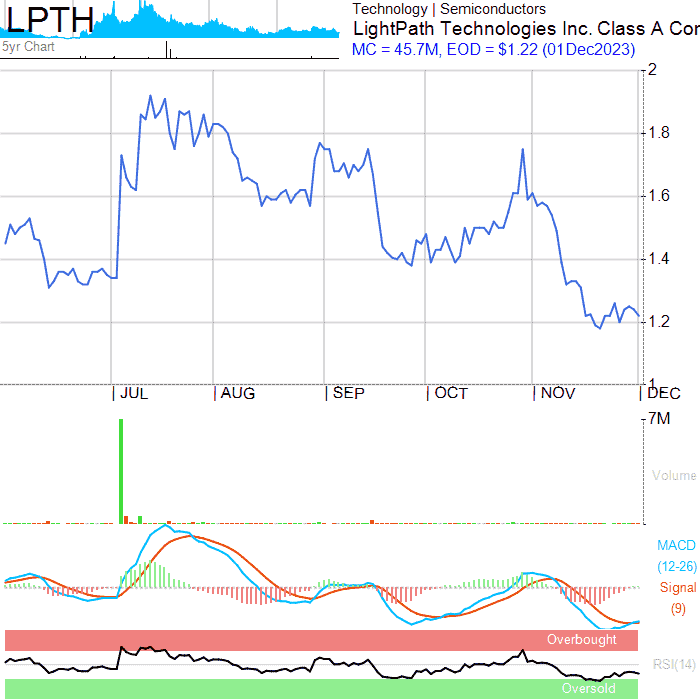 LPTH
5yr Chart
Technology | Semiconductors
LightPath Technologies Inc. Class A Cor
MC = 45.7M, EOD = $1.22 (01Dec2023)
2
1.8
1.6
1.4
1.2
1
JUL AUG SEP OCT NOV DEC
7M
Volume
MACD
(12-26)
Signal
(9)
Overbought
RSI(14)
Oversold